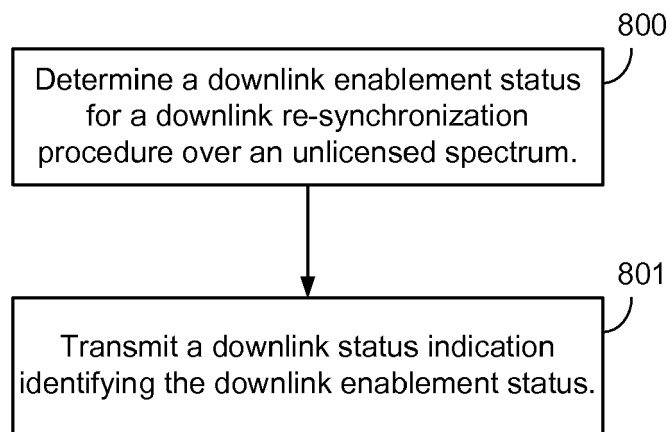 800
Determine a downlink enablement status
for a downlink re-synchronization
procedure over an unlicensed spectrum.
801
Transmit a downlink status indication
identifying the downlink enablement status.